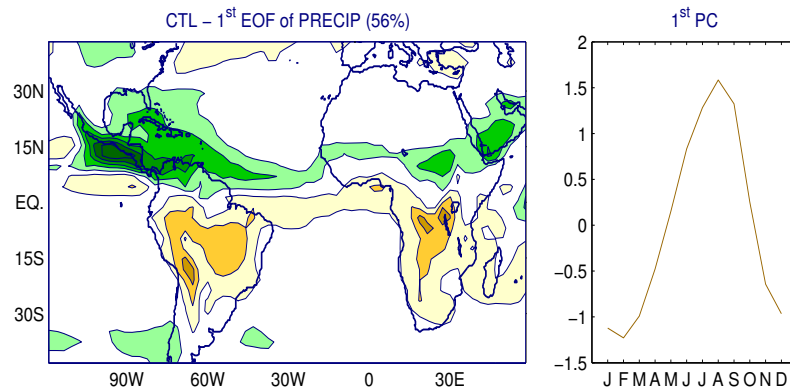 CTL – 1st EOF of PRECIP (56%)
30N
15N
EQ.
15S
30S
90W 60W 30W 0 30E
1st PC
2
1.5
1
0.5
0
−0.5
−1
−1.5
J F M A M J J A S O N D